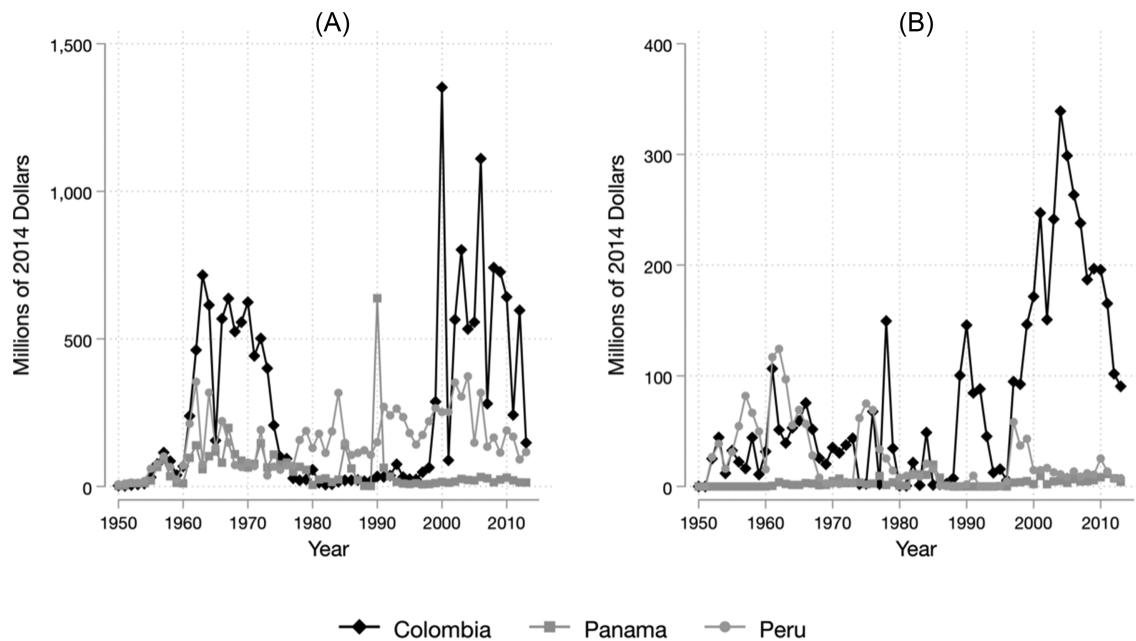 (A)
(B)
Millions of 2014 Dollars
1,500
1,000
500
0
1950 1960 1970 1980 1990 2000 2010
Year
Millions of 2014 Dollars
400
300
200
100
0
1950 1960 1970 1980 1990 2000 2010
Year
Colombia Panama Peru